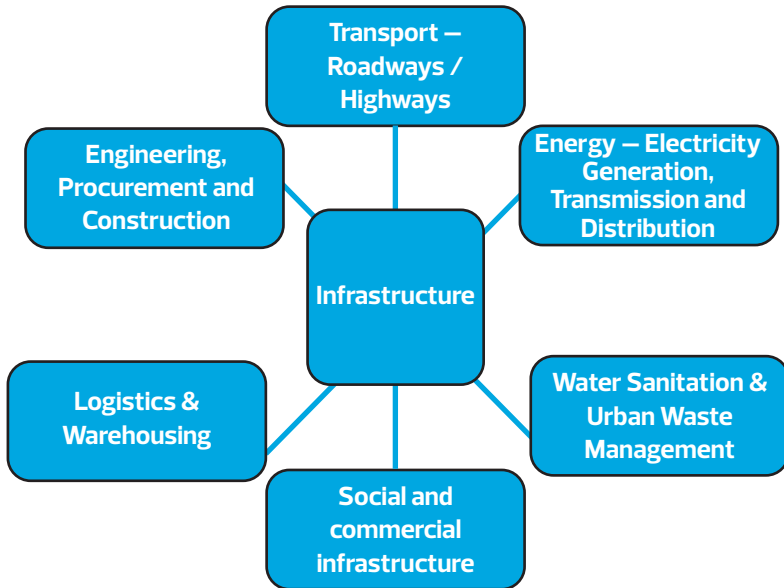 Transport –
Roadways /
Highways
Engineering,
Procurement and
Construction
Energy – Electricity
Generation,
Transmission and
Distribution
Infrastructure
Logistics &
Warehousing
Water Sanitation &
Urban Waste
Management
Social and
commercial
infrastructure